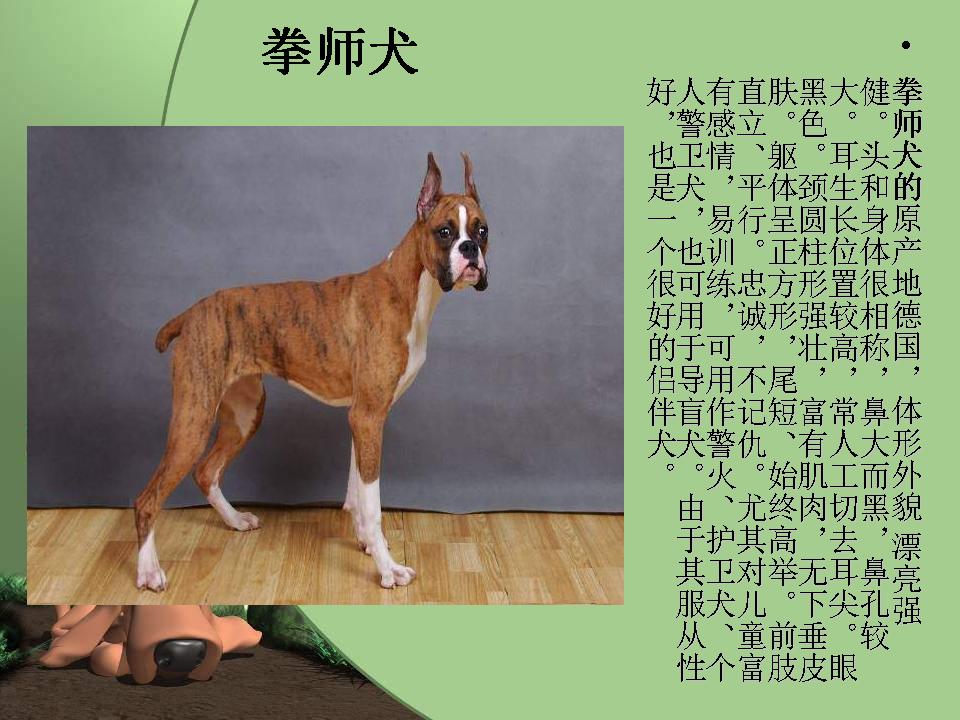 拳师犬
• 拳师犬的原产地德国，体形外貌,漂亮强
健。头和身体很相称，鼻大而黑，鼻孔较
大。耳生长位置较高，常人工切去耳尖。眼
黑色。颈圆柱形强壮，富有肌肉，无下垂皮
肤。躯体呈正方形，尾短、始终高举。前肢
直立、平行。忠诚，不记仇。尤其对儿童富
有感情，易训练，可用作警火、护卫犬、个
人警卫犬，也可用于导盲犬。由于其服从性
好，也是一个很好的侣伴犬。